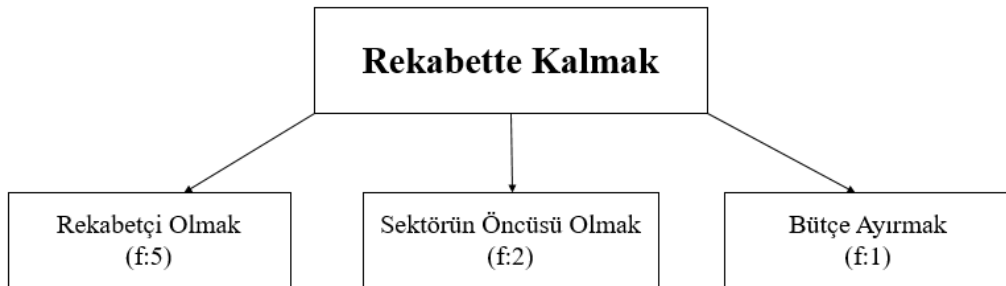 Rekabette Kalmak
Rekabetçi Olmak
(f:5)
Sektörün Öncüsü Olmak
(f:2)
Bütçe Ayırmak
(f:1)